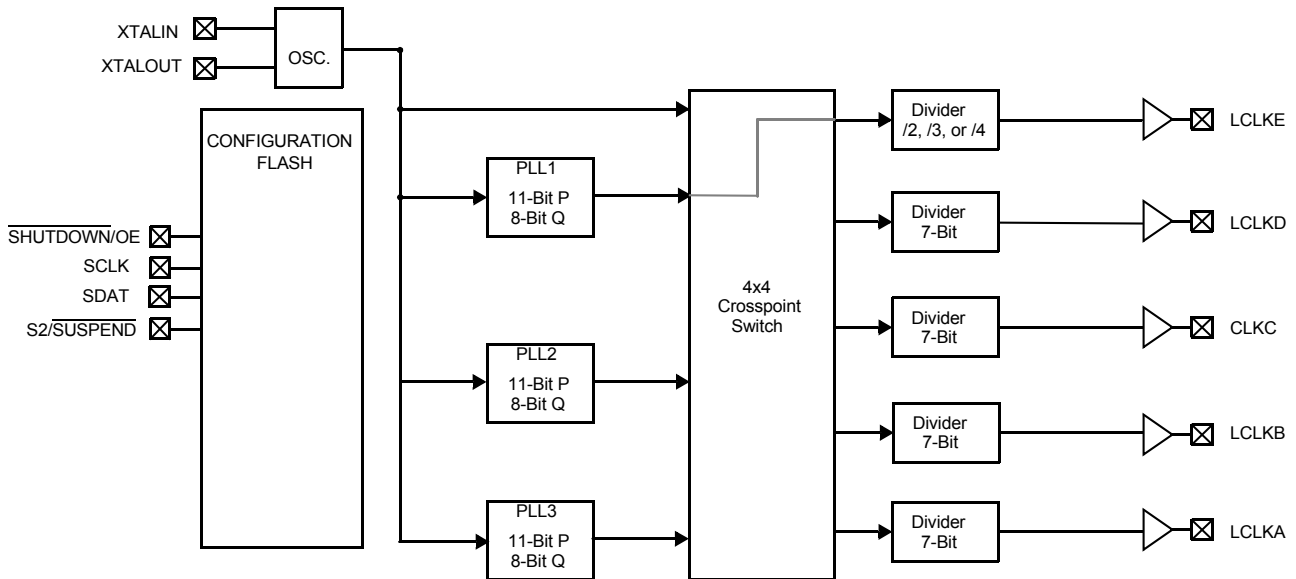 XTALIN
XTALOUT
OSC.
CONFIGURATION
FLASH
SHUTDOWN/OE
SCLK
SDAT
S2/SUSPEND
PLL1
11-Bit P
8-Bit Q
PLL2
11-Bit P
8-Bit Q
PLL3
11-Bit P
8-Bit Q
4x4
Crosspoint
Switch
Divider
/2, /3, or /4
LCLKE
Divider
7-Bit
LCLKD
Divider
7-Bit
CLKC
Divider
7-Bit
LCLKB
Divider
7-Bit
LCLKA